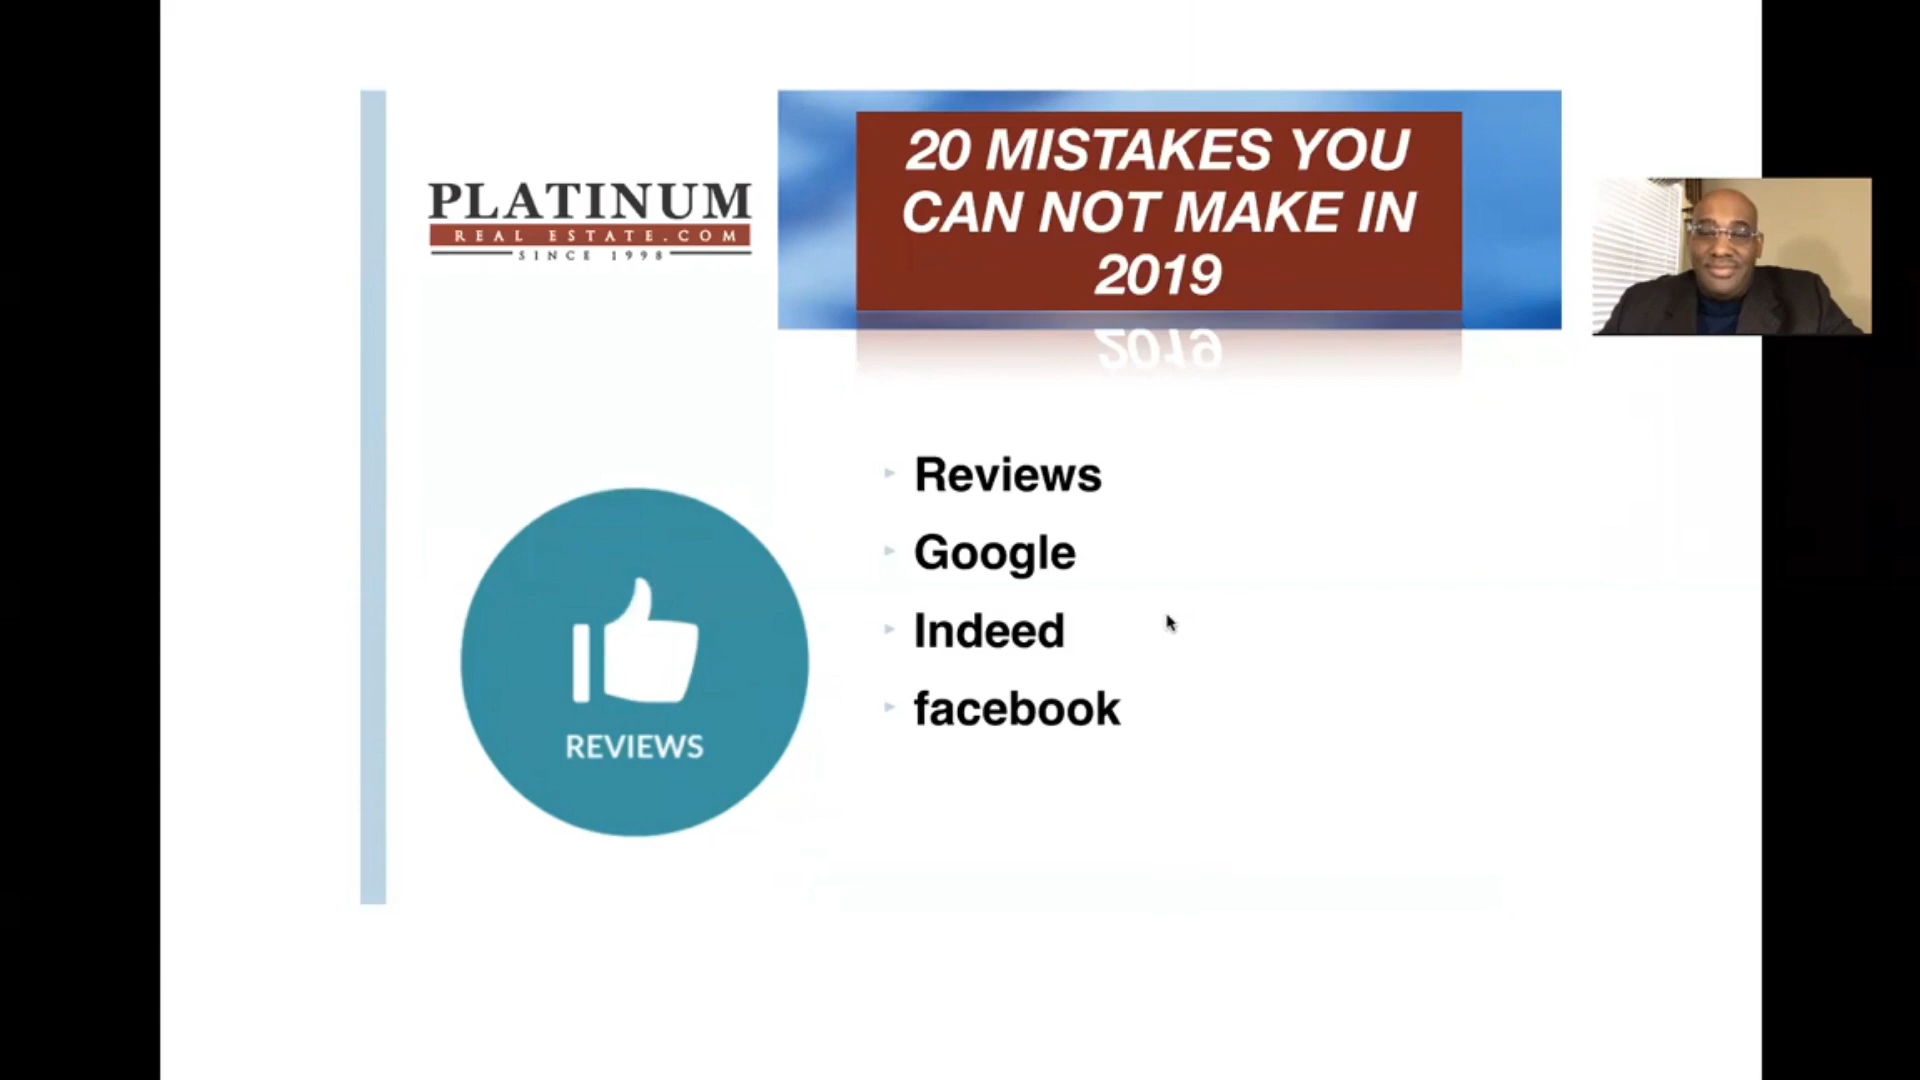 PLATINUM
REAL ESTATE.COM
SINCE 1998
20 MISTAKES YOU
CAN NOT MAKE IN
2019
Reviews
Google
Indeed
facebook
REVIEWS